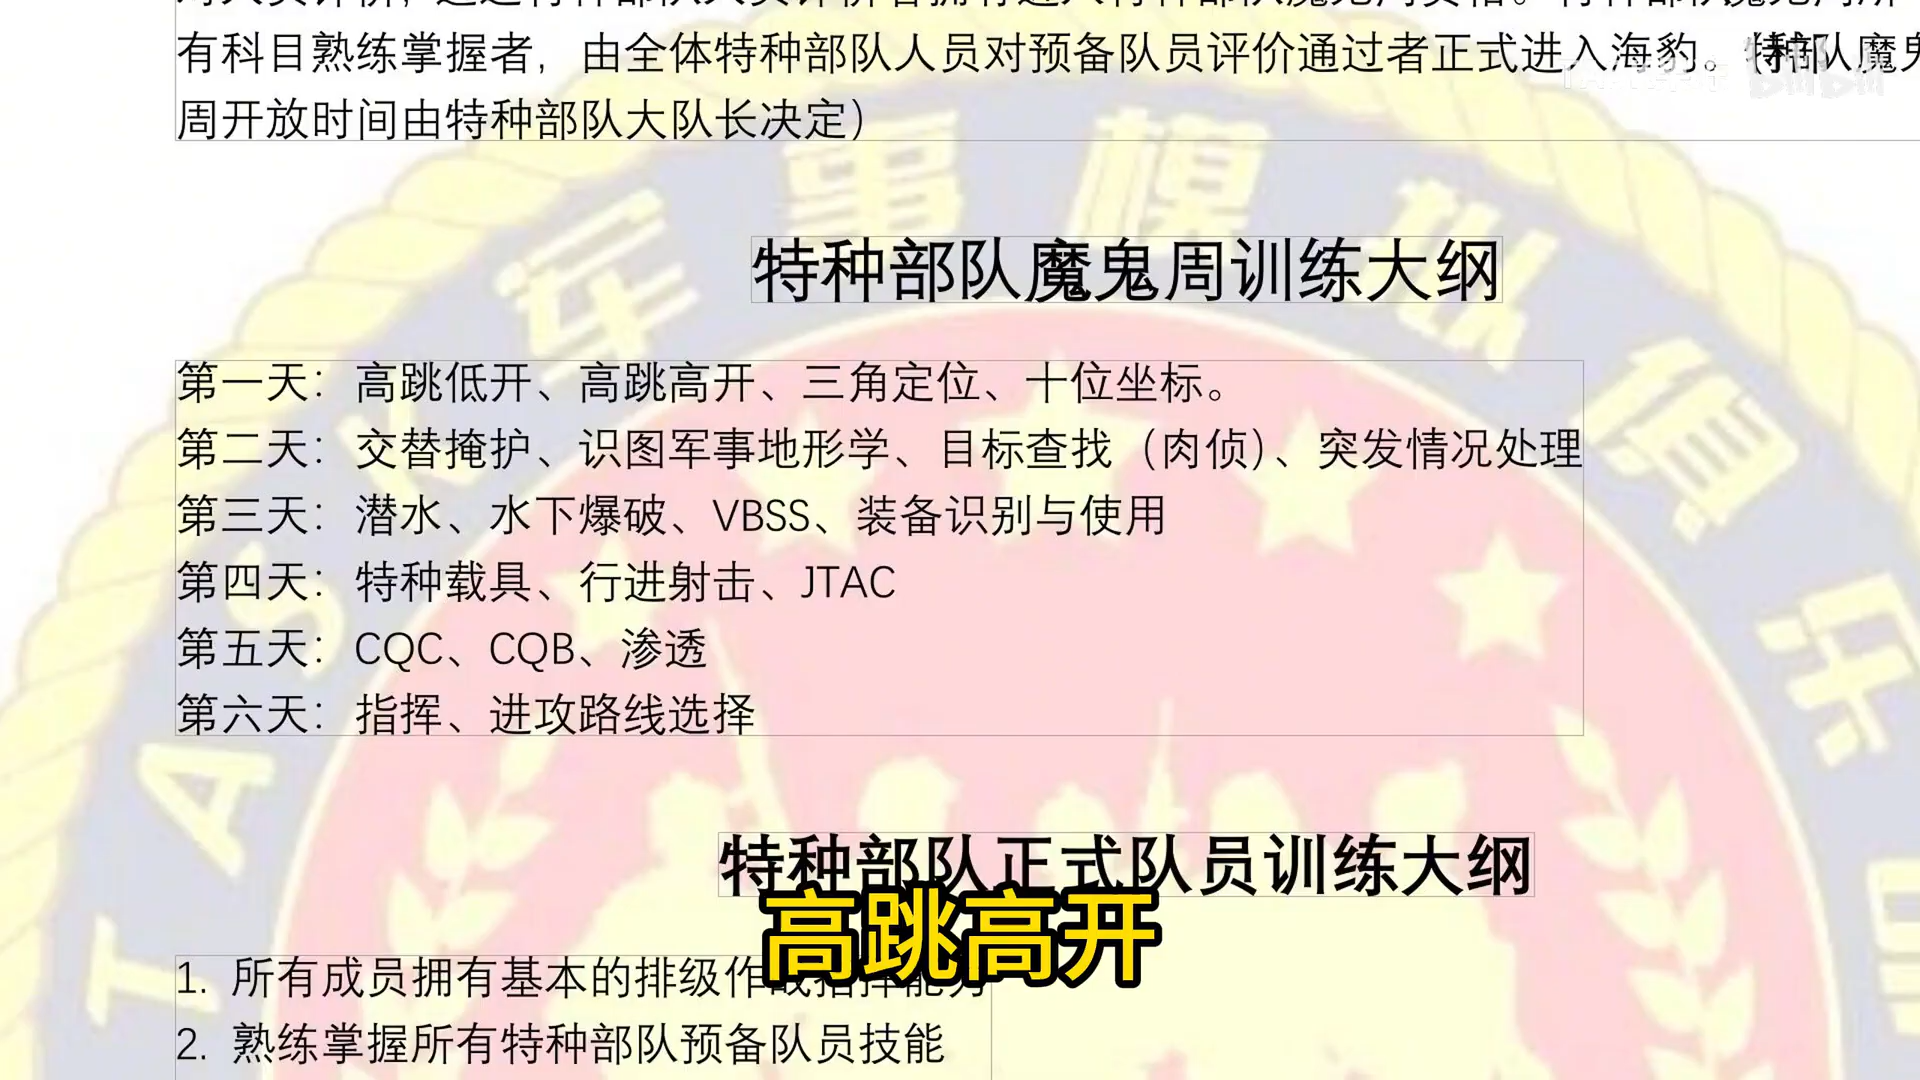 有科目熟练掌握者，由全体特种部队人员对预备队员评价通过者正式进入海豹。特种部队魔鬼
周开放时间由特种部队大队长决定）
军事模拟
特种部队魔鬼周训练大纲
第一天：高跳低开、高跳高开、三角定位、十位坐标。
第二天：交替掩护、识图军事地形学、目标查找（肉侦）、突发情况处理
第三天：潜水、水下爆破、VBSS、装备识别与使用
第四天：特种载具、行进射击、JTAC
第五天：CQC、CQB、渗透
第六天：指挥、进攻路线选择
TASK
特种部队正式队员训练大纲
高跳高开
1. 所有成员拥有基本的排级作战指挥能力
2. 熟练掌握所有特种部队预备队员技能